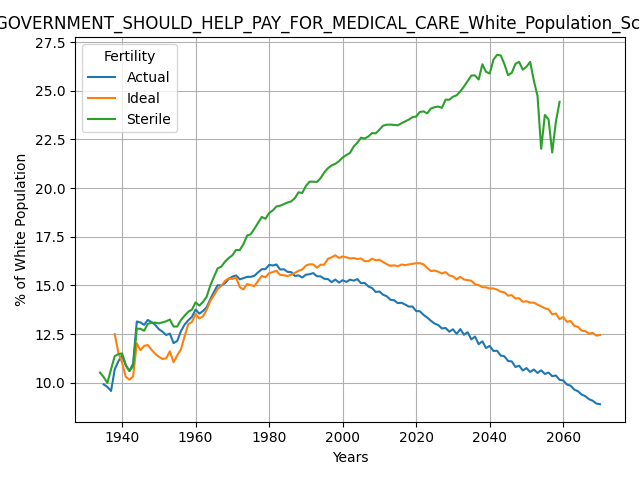 GOVERNMENT_SHOULD_HELP_PAY_FOR_MEDICAL_CARE_White_Population_Sc
Fertility
Actual
Ideal
Sterile
% of White Population
27.5
25.0
22.5
20.0
17.5
15.0
12.5
10.0
1940 1960 1980 2000 2020 2040 2060
Years